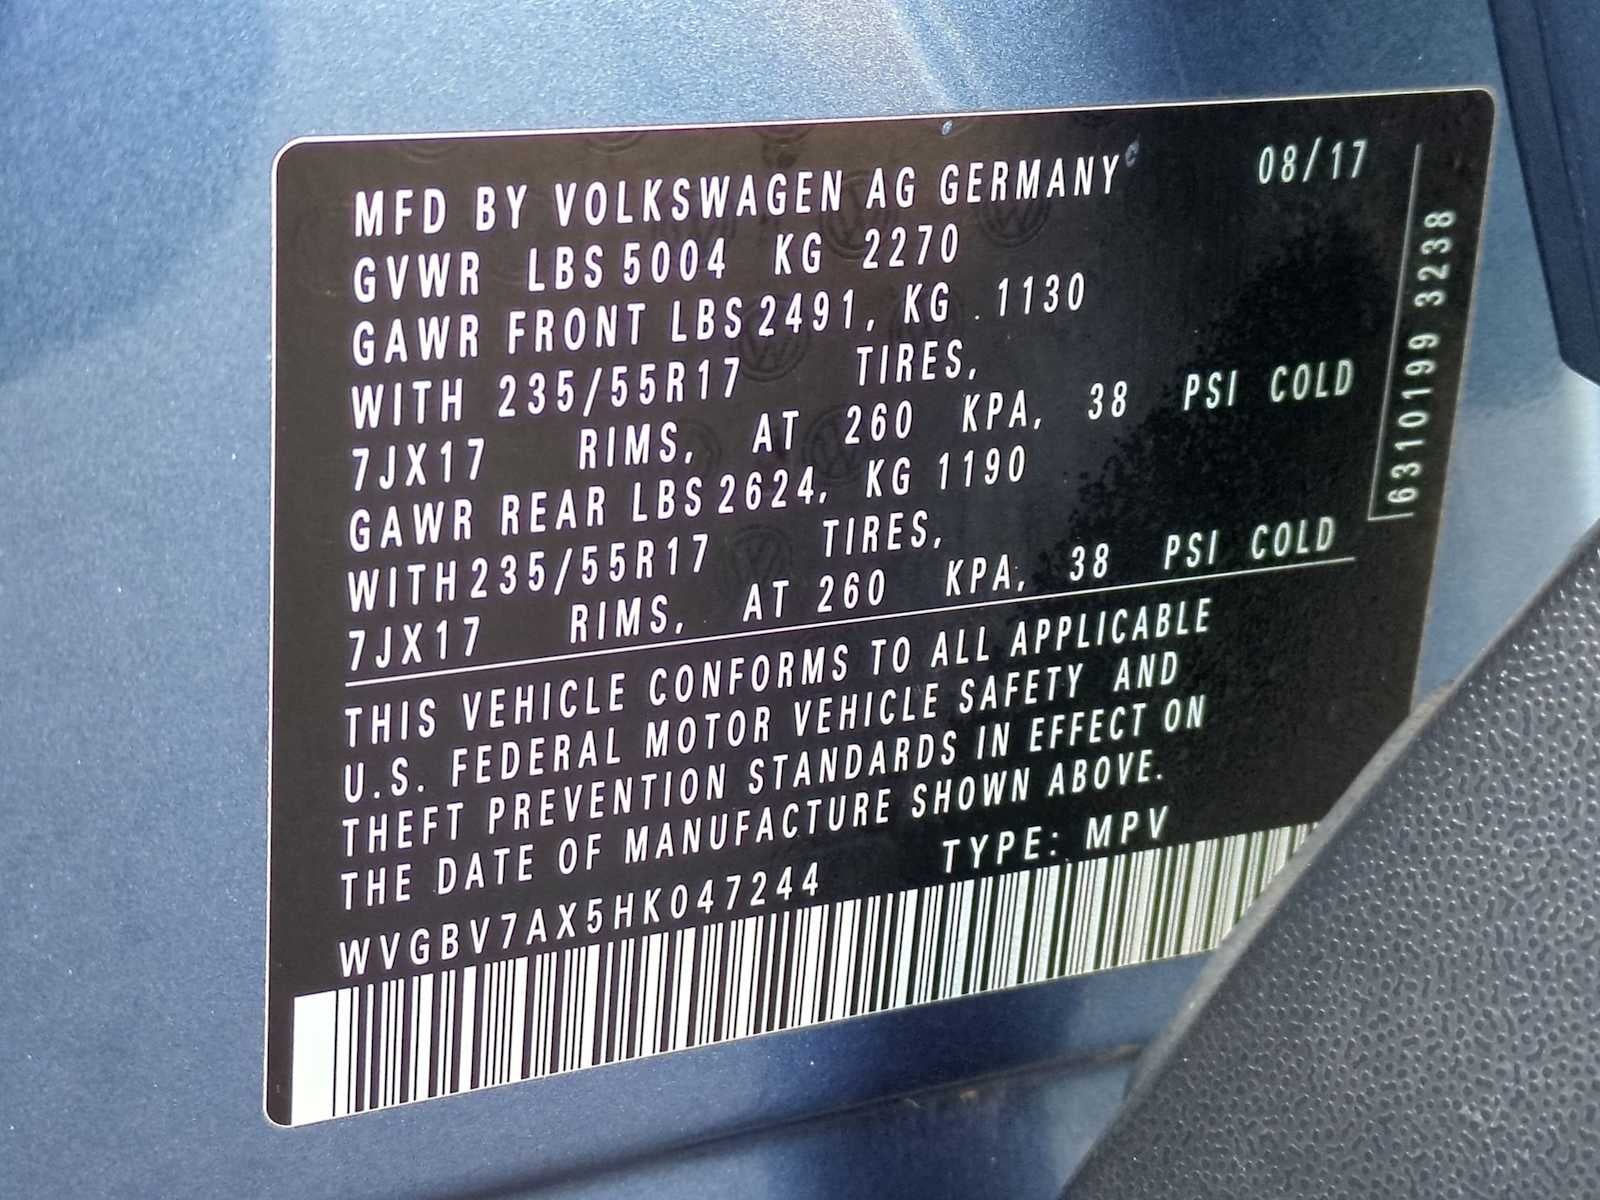 MFD BY VOLKSWAGEN AG GERMANY 08/17
GVWR LBS 5004 KG 2270
GAWR FRONT LBS 2491, KG . 1130
WITH 235/55R17 TIRES,
7JX17 RIMS, AT 260 KPA, 38 PSI COLD
GAWR REAR LBS 2624, KG 1190
WITH 235/55R17 TIRES,
7JX17 RIMS, AT 260 KPA, 38 PSI COLD
THIS VEHICLE CONFORMS TO ALL APPLICABLE
U.S. FEDERAL MOTOR VEHICLE SAFETY AND
THEFT PREVENTION STANDARDS IN EFFECT ON
THE DATE OF MANUFACTURE SHOWN ABOVE.
WVGBV7AX5HK047244 TYPE: MPV
6310199 3238